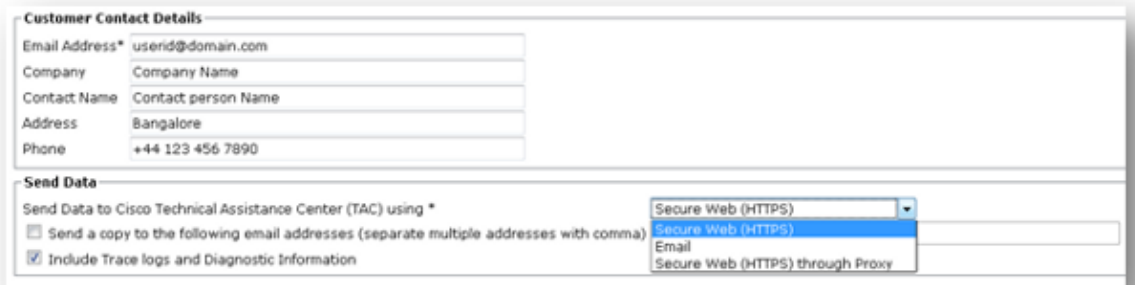 Customer Contact Details
Email Address* userid@domain.com
Company Company Name
Contact Name Contact person Name
Address Bangalore
Phone +44 123 456 7890
Send Data
Send Data to Cisco Technical Assistance Center (TAC) using * Secure Web (HTTPS)
Send a copy to the following email addresses (separate multiple addresses with comma) Secure Web (HTTPS)
Email
Include Trace logs and Diagnostic Information Secure Web (HTTPS) through Proxy